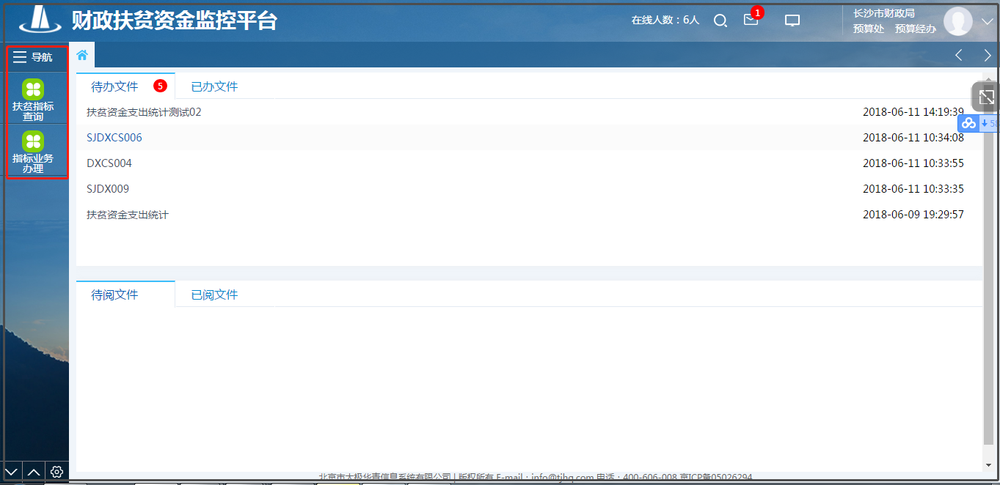 财政扶贫资金监控平台
在线人数：6人
1
长沙市财政局
预算处 预算经办
导航
扶贫指标
查询
指标业务
办理
待办文件 5 已办文件
扶贫资金支出统计测试02 2018-06-11 14:19:39
SJDXCS006 2018-06-11 10:34:08
DXCS004 2018-06-11 10:33:55
SJDX009 2018-06-11 10:33:35
扶贫资金支出统计 2018-06-09 19:29:57
待阅文件 已阅文件
北京市太极华青信息系统有限公司 | 版权所有 E-mail：info@tjhq.com 电话：400-606-008 京ICP备05026294